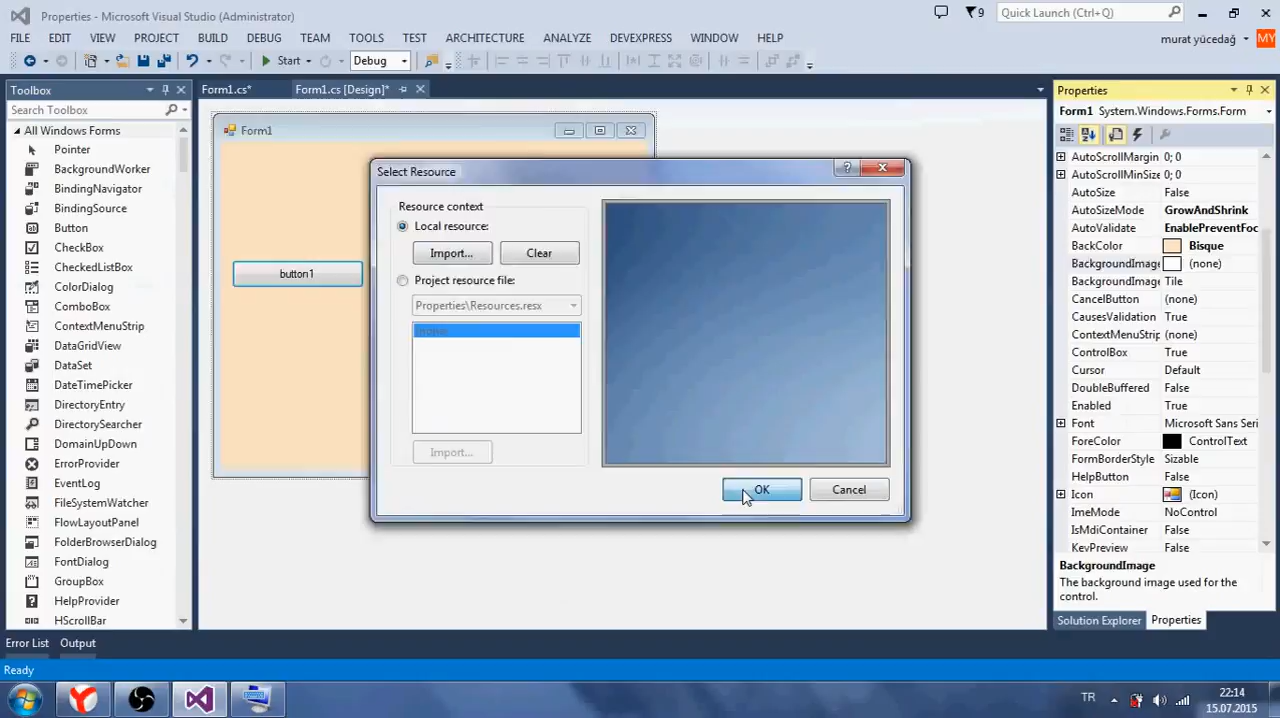 Properties - Microsoft Visual Studio (Administrator)
9
Quick Launch (Ctrl+Q)
FILE EDIT VIEW PROJECT BUILD DEBUG TEAM TOOLS TEST ARCHITECTURE ANALYZE DEVEXPRESS WINDOW HELP
murat yücedağ
MY
Start
Debug
Toolbox
Search Toolbox
All Windows Forms
Pointer
BackgroundWorker
BindingNavigator
BindingSource
Button
CheckBox
CheckedListBox
ColorDialog
ComboBox
ContextMenuStrip
DataGridView
DataSet
DateTimePicker
DirectoryEntry
DirectorySearcher
DomainUpDown
ErrorProvider
EventLog
FileSystemWatcher
FlowLayoutPanel
FolderBrowserDialog
FontDialog
GroupBox
HelpProvider
HScrollBar
Form1.cs*
Form1.cs [Design]*
Form1
button1
Select Resource
Resource context
Local resource:
Import...
Clear
Project resource file:
Properties\Resources.resx
Import...
OK
Cancel
Properties
Form1 System.Windows.Forms.Form
AutoScrollMargin 0; 0
AutoScrollMinSize 0; 0
AutoSize False
AutoSizeMode GrowAndShrink
AutoValidate EnablePreventFoc
BackColor Bisque
BackgroundImage (none)
BackgroundImage Tile
CancelButton (none)
CausesValidation True
ContextMenuStrip (none)
ControlBox True
Cursor Default
DoubleBuffered False
Enabled True
Font Microsoft Sans Seri
ForeColor ControlText
FormBorderStyle Sizable
HelpButton False
Icon (Icon)
ImeMode NoControl
IsMdiContainer False
KeyPreview False
BackgroundImage
The background image used for the
control.
Solution Explorer
Properties
Error List
Output
Ready
TR
22:14
15.07.2015